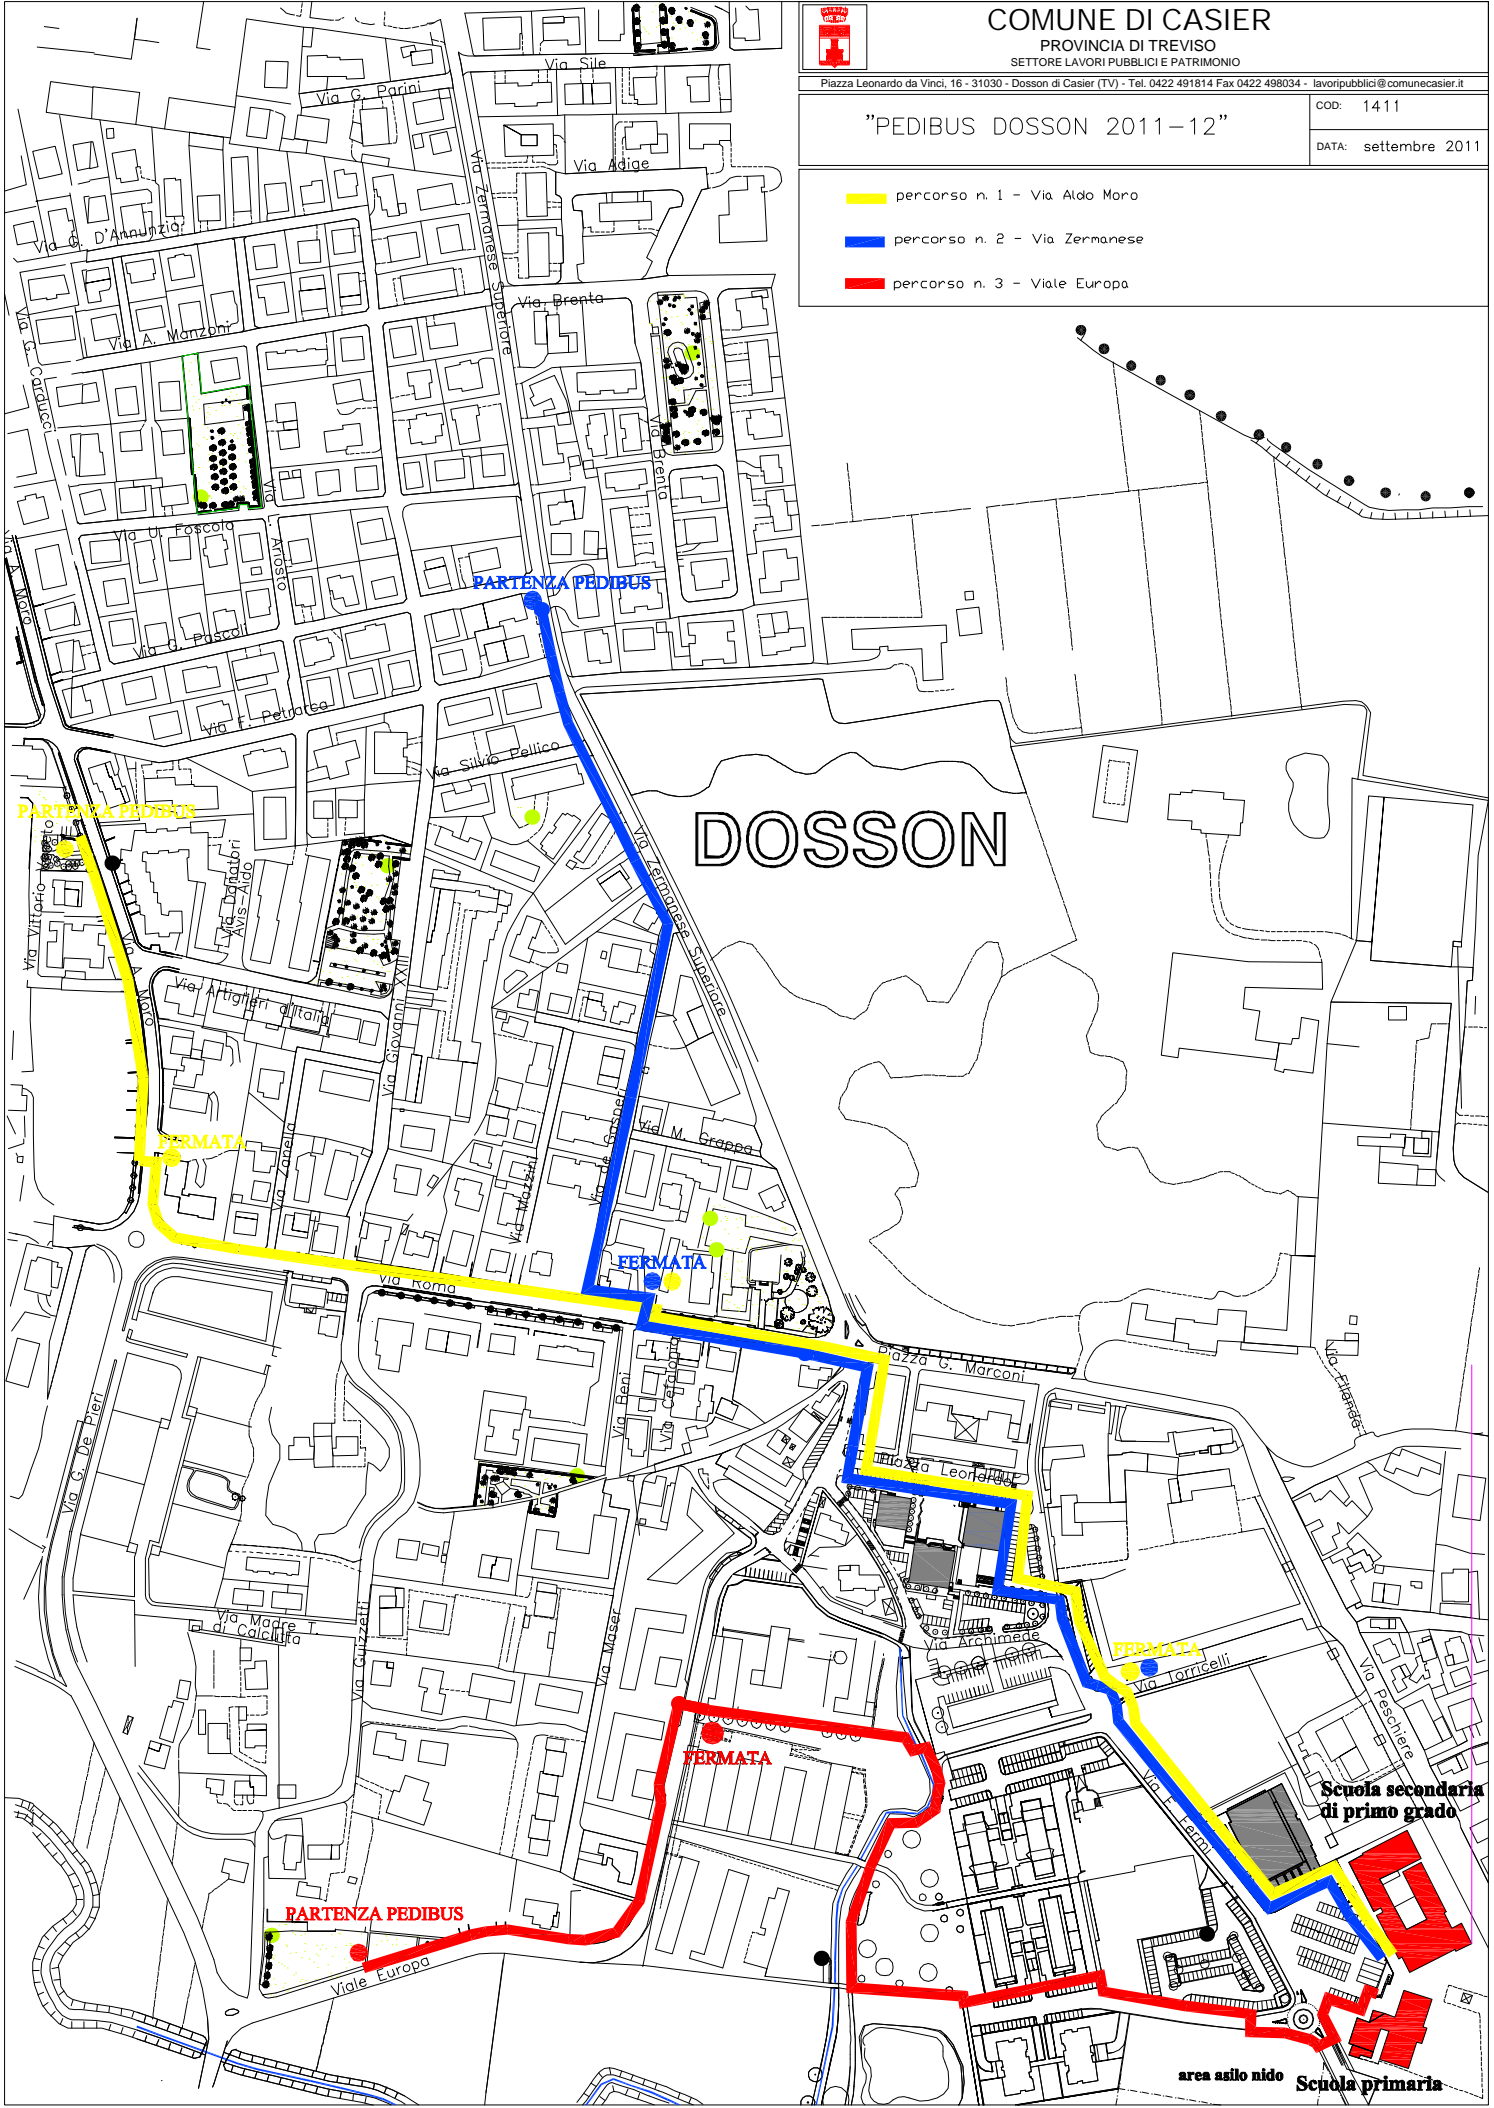 COMUNE DI CASIER
PROVINCIA DI TREVISO
SETTORE LAVORI PUBBLICI E PATRIMONIO
Piazza Leonardo da Vinci, 16 - 31030 - Dosson di Casier (TV) - Tel. 0422 491814 Fax 0422 498034 - lavoripubblici@comunecasier.it
"PEDIBUS DOSSON 2011-12"
COD: 1411
DATA: settembre 2011
percorso n. 1 - Via Aldo Moro
percorso n. 2 - Via Zermanese
percorso n. 3 - Viale Europa
Via Sile
Via G. Parini
Via Adige
Via Zermanese Superiore
Via G. D'Annunzio
Via Brenta
Via A. Manzoni
Via G. Carducci
Via Brenta
Via L. Ariosto
Via U. Foscolo
Via A. Moro
PARTENZA PEDIBUS
Via G. Pascoli
Via F. Petrarca
Via Silvio Pellico
PARTENZA PEDIBUS
DOSSON
Via Zermanese Superiore
Via Vittorio Veneto
Via Donatori
Avis-Aido
Via A. Moro
Via Artiglieri d'Italia
Via Giovanni XXIII
Via de Gasperi
Via M. Grappa
FERMATA
Via Zanella
Via Mazzini
FERMATA
Via Roma
Piazza G. Marconi
Via Beni
Via Cefalonia
Via G. De Pieri
Piazza Leonardo
Via Madre T.
di Calcutta
Via Guzzetti
Via Maser
Via Archimede
FERMATA
Via Torricelli
Via Peschiere
FERMATA
Via E. Fermi
Scuola secondaria
di primo grado
PARTENZA PEDIBUS
Viale Europa
area asilo nido
Scuola primaria